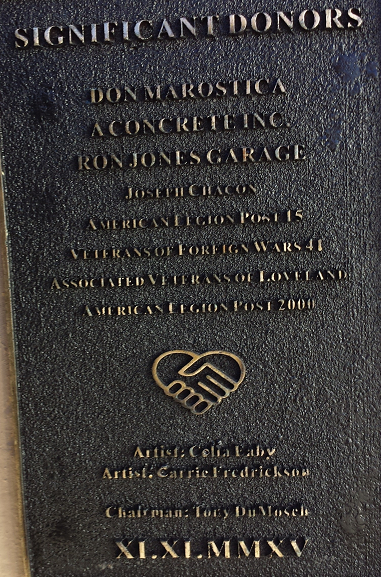 SIGNIFICANT DONORS
DON MAROSTICA
A CONCRETE INC.
RON JONES GARAGE
JOSEPH CHACON
AMERICAN LEGION POST 15
VETERANS OF FOREIGN WARS 41
ASSOCIATED VETERANS OF LOVELAND
AMERICAN LEGION POST 2000
Artist: Celia
Artist: Carrie Fredrickson
Chairman: Tony DuMosch
XI.XI.MMXV